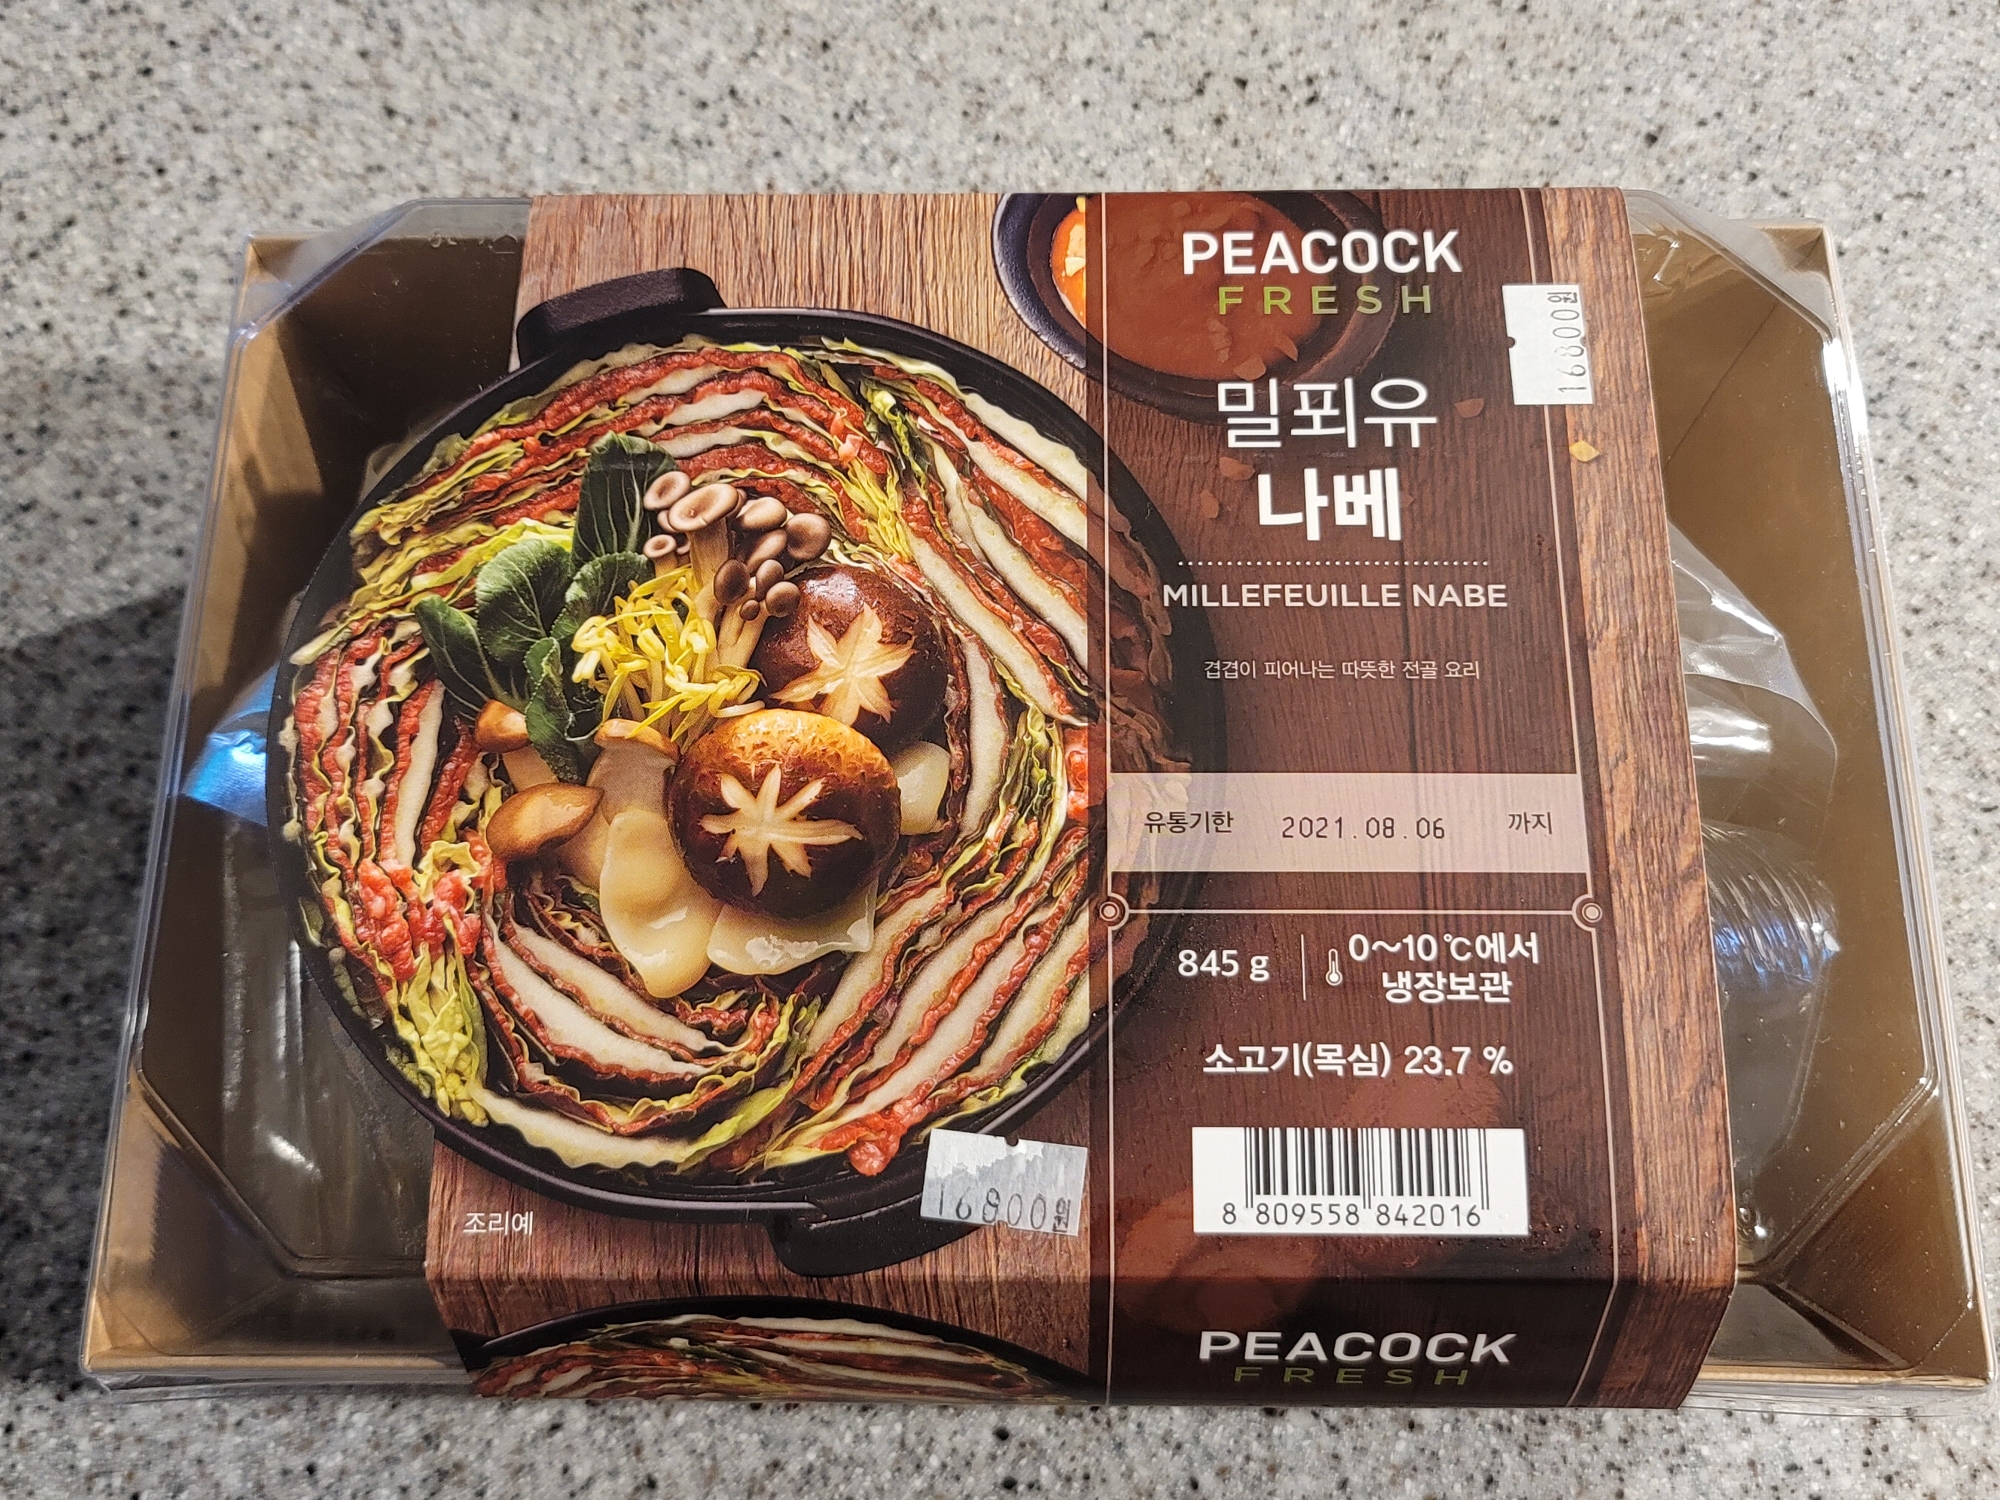 PEACOCK
FRESH
16800원
밀푀유
나베
MILLEFEUILLE NABE
겹겹이 피어나는 따뜻한 전골 요리
유통기한 2021.08.06 까지
845 g
0~10℃에서
냉장보관
소고기(목심) 23.7 %
8 809558 842016
조리예
16800원
PEACOCK
FRESH